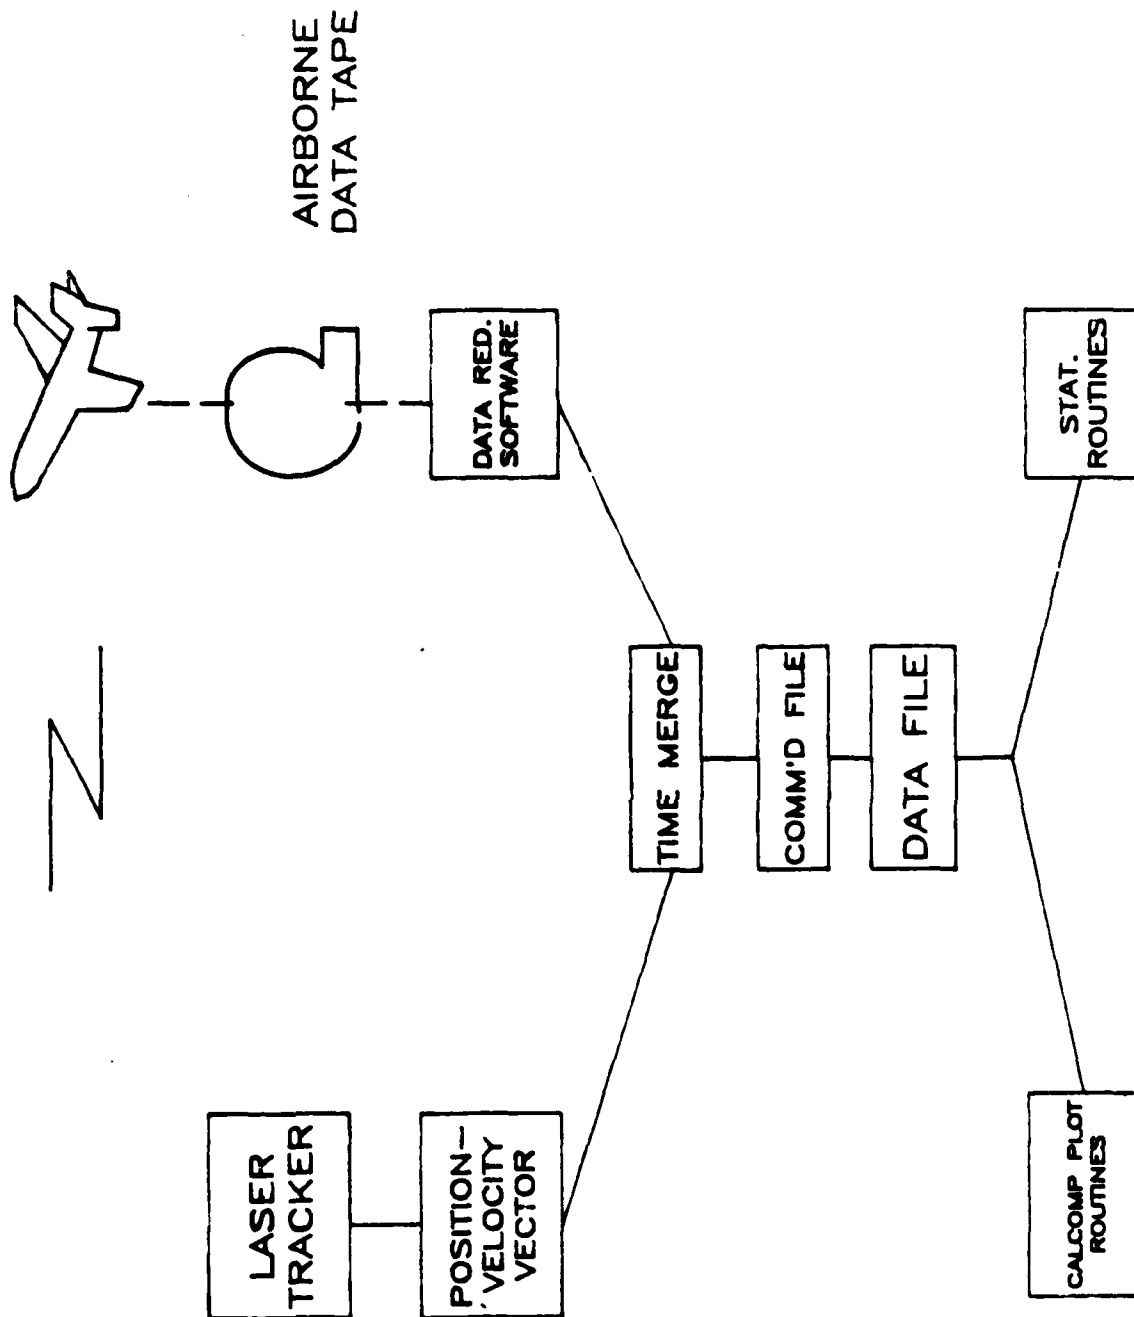 AIRBORNE
DATA TAPE
LASER
TRACKER
DATA RED.
SOFTWARE
POSITION-
VELOCITY
VECTOR
TIME MERGE
COMM'D FILE
DATA FILE
CALCOMP PLOT
ROUTINES
STAT.
ROUTINES